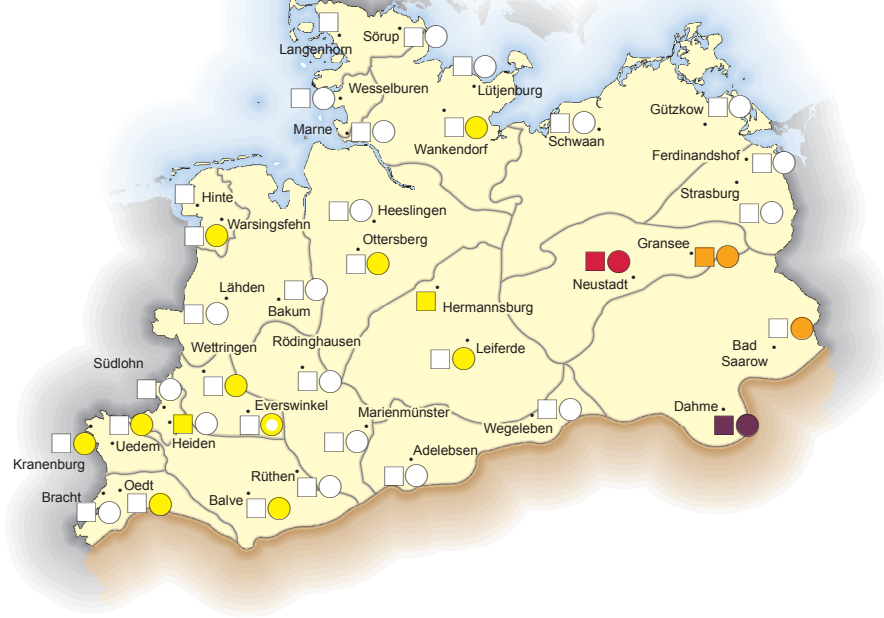 Sörup
Langenhorn
Wesselburen
Lütjenburg
Gützkow
Marne
Wankendorf
Schwaan
Ferdinandshof
Strasburg
Hinte
Heeslingen
Warsingsfehn
Ottersberg
Gransee
Neustadt
Lähden
Bakum
Hermannsburg
Rödinghausen
Wettringen
Leiferde
Bad
Saarow
Südlohn
Everswinkel
Marienmünster
Dahme
Wegeleben
Uedem
Heiden
Adelebsen
Kranenburg
Rüthen
Oedt
Bracht
Balve